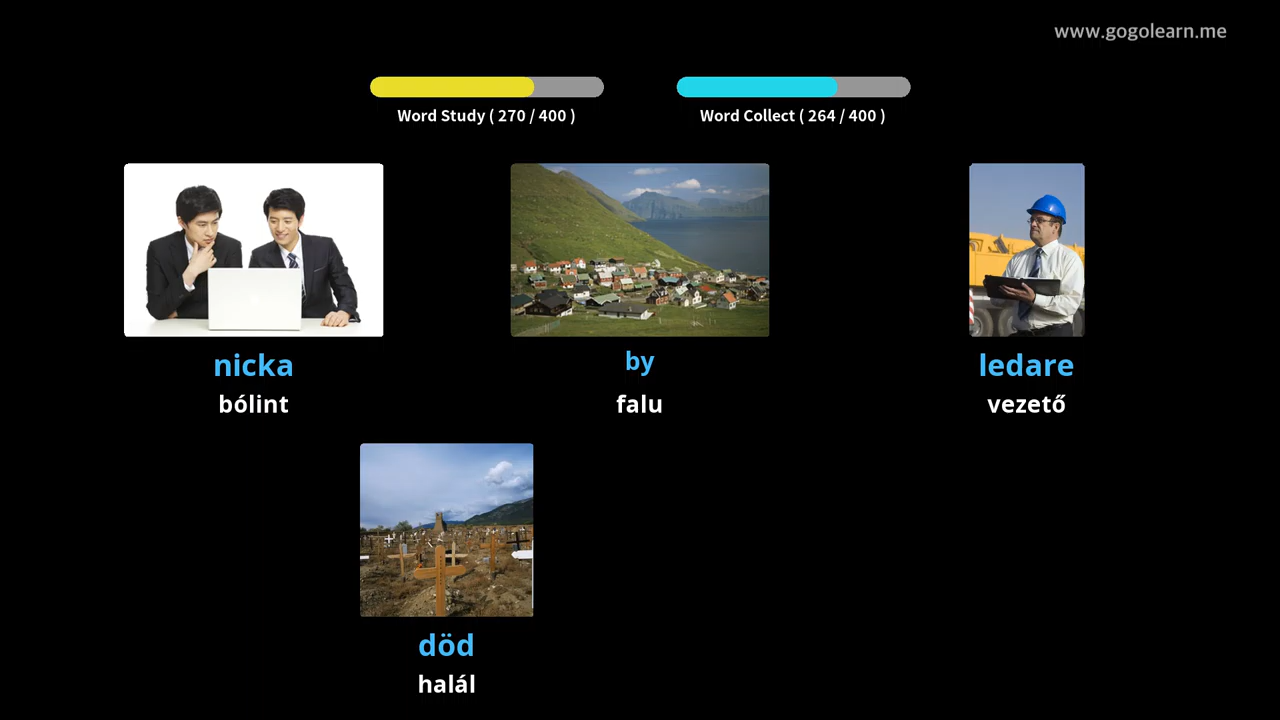 www.gogolearn.me
Word Study ( 270 / 400 )
Word Collect ( 264 / 400 )
nicka
bólint
by
falu
ledare
vezető
död
halál